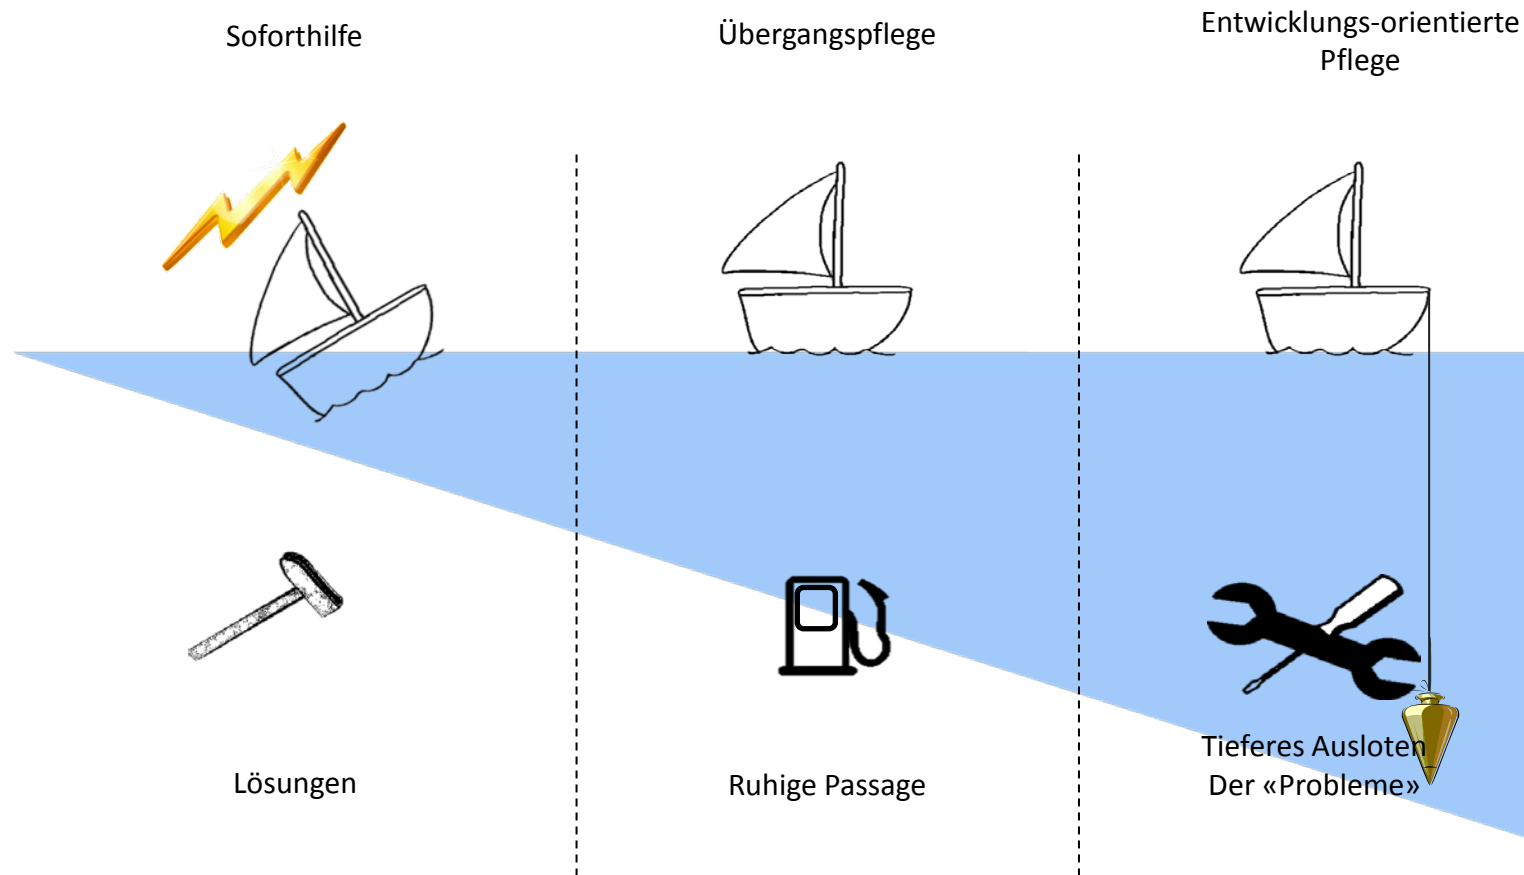 Soforthilfe
Übergangspflege
Entwicklungs-orientierte
Pflege
Lösungen
Ruhige Passage
Tieferes Ausloten
Der «Probleme»